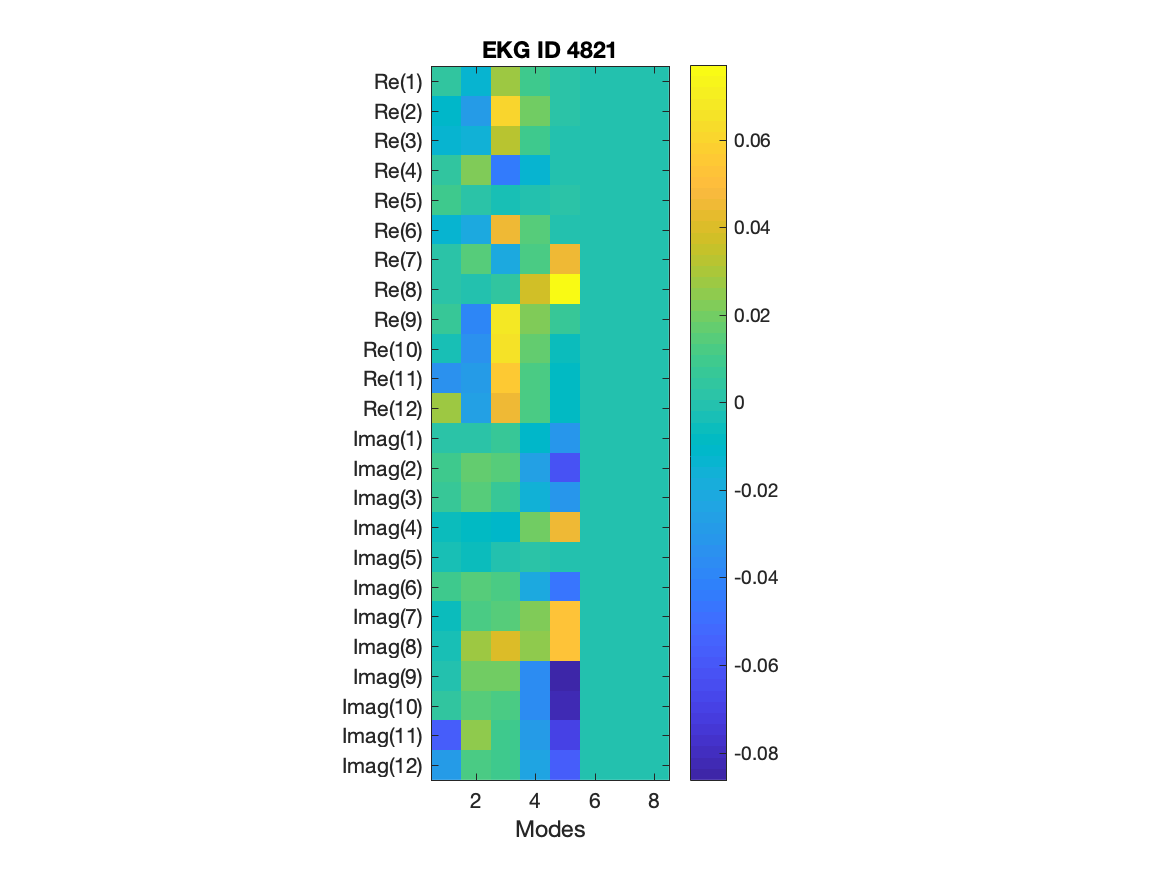 EKG ID 4821
Re(1)
Re(2)
Re(3)
Re(4)
Re(5)
Re(6)
Re(7)
Re(8)
Re(9)
Re(10)
Re(11)
Re(12)
Imag(1)
Imag(2)
Imag(3)
Imag(4)
Imag(5)
Imag(6)
Imag(7)
Imag(8)
Imag(9)
Imag(10)
Imag(11)
Imag(12)
2 4 6 8
Modes
0.06
0.04
0.02
0
-0.02
-0.04
-0.06
-0.08